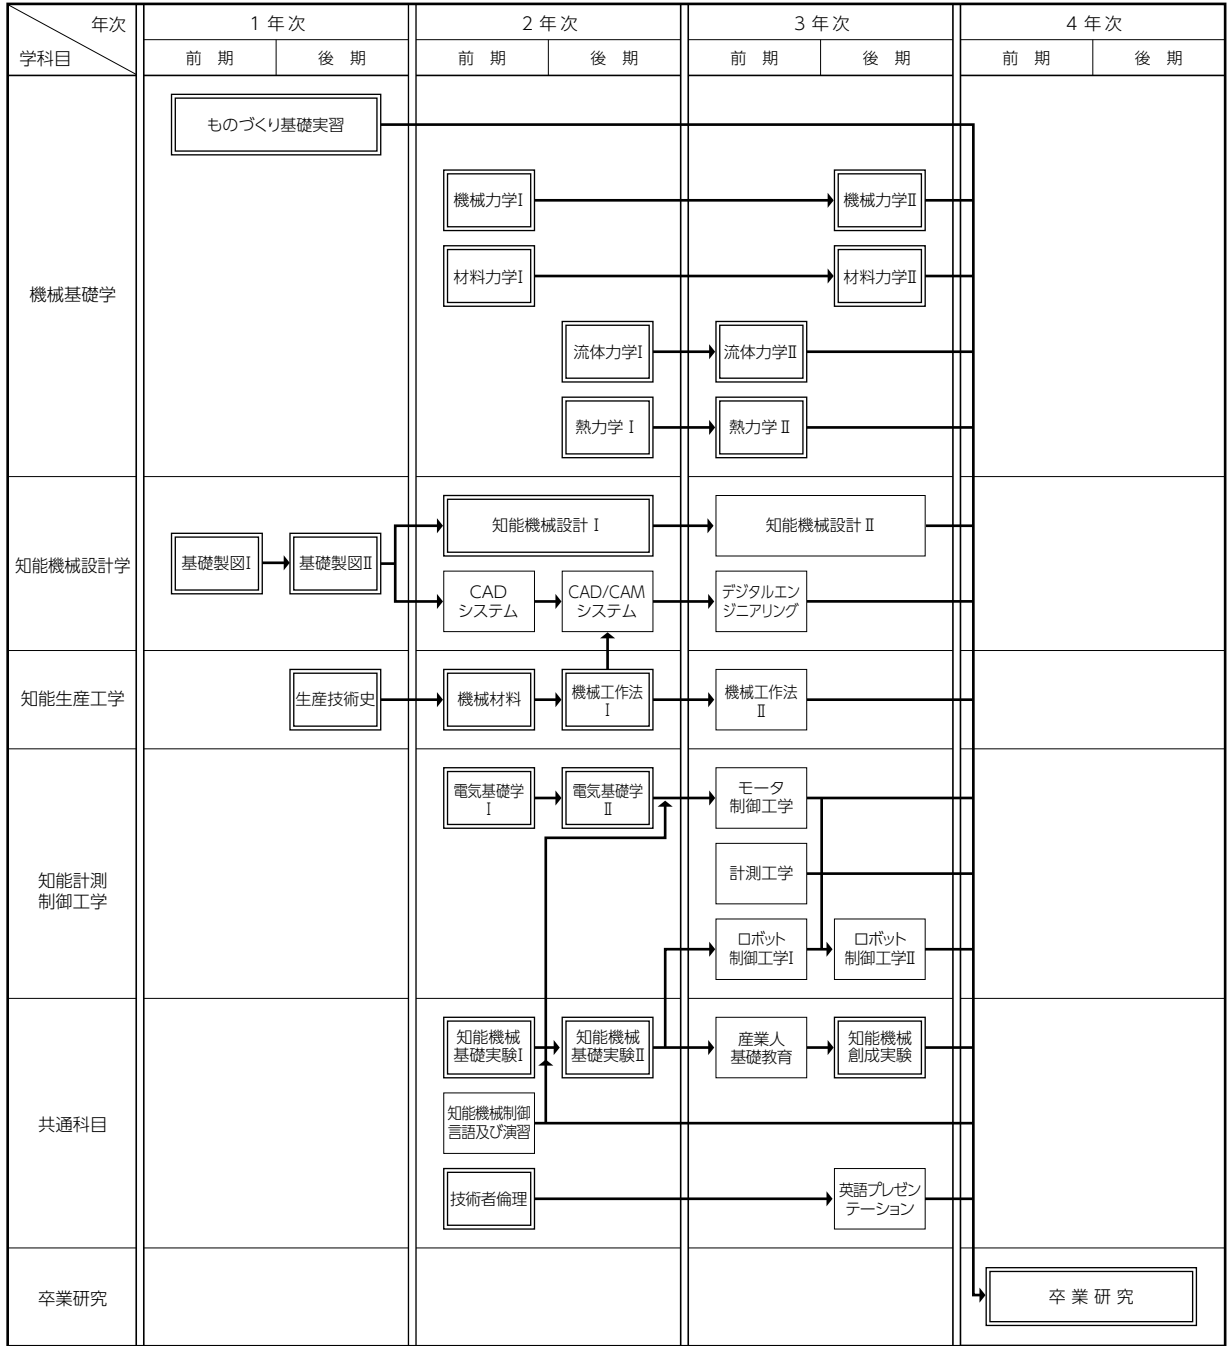 年次
学科目
1 年次
2 年次
3 年次
4 年次
前 期
後 期
前 期
後 期
前 期
後 期
前 期
後 期
機械基礎学
ものづくり基礎実習
機械力学Ⅰ
機械力学Ⅱ
材料力学Ⅰ
材料力学Ⅱ
流体力学Ⅰ
流体力学Ⅱ
熱力学 Ⅰ
熱力学 Ⅱ
知能機械設計学
基礎製図Ⅰ
基礎製図Ⅱ
知能機械設計 Ⅰ
知能機械設計 Ⅱ
CAD
システム
CAD/CAM
システム
デジタルエン
ジニアリング
知能生産工学
生産技術史
機械材料
機械工作法
Ⅰ
機械工作法
Ⅱ
知能計測
制御工学
電気基礎学
Ⅰ
電気基礎学
Ⅱ
モータ
制御工学
計測工学
ロボット
制御工学Ⅰ
ロボット
制御工学Ⅱ
共通科目
知能機械
基礎実験Ⅰ
知能機械
基礎実験Ⅱ
産業人
基礎教育
知能機械
創成実験
知能機械制御
言語及び演習
技術者倫理
英語プレゼン
テーション
卒業研究
卒 業 研 究